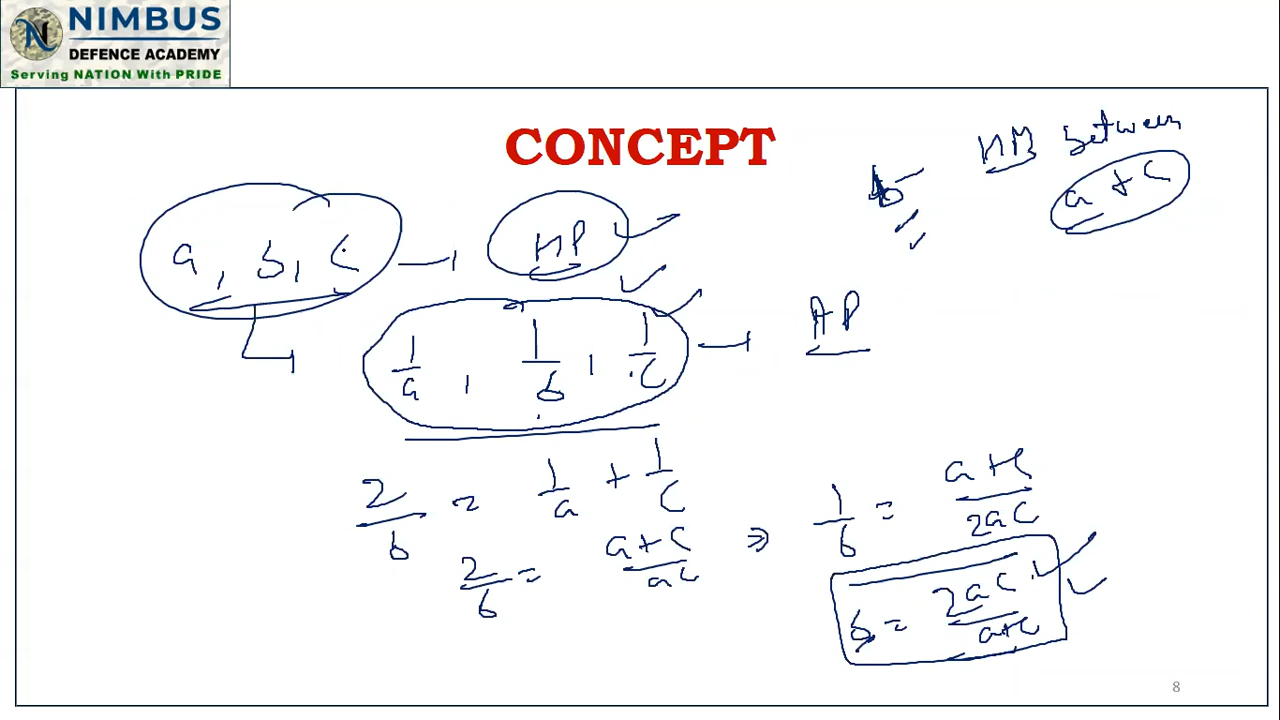 NIMBUS
DEFENCE ACADEMY
Serving NATION With PRIDE
CONCEPT
b - HM between
a + c
a, b, c → HP
1/a, 1/b, 1/c → AP
2/b = 1/a + 1/c
2/b = a+c/ac ⇒ 1/b = a+c/2ac
b = 2ac/a+c
8